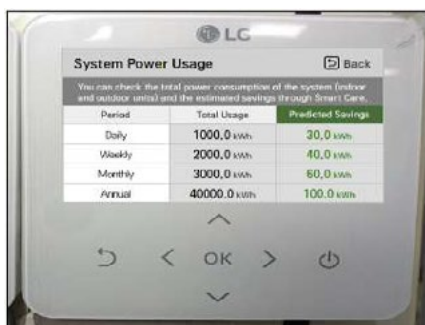 LG
System Power Usage Back
You can check the total power consumption of the system (indoor
and outdoor units) and the estimated savings through Smart Care.
Period Total Usage Predicted Savings
Daily 1000.0 kWh 30.0 kWh
Weekly 2000.0 kWh 40.0 kWh
Monthly 3000.0 kWh 60.0 kWh
Annual 40000.0 kWh 100.0 kWh
OK